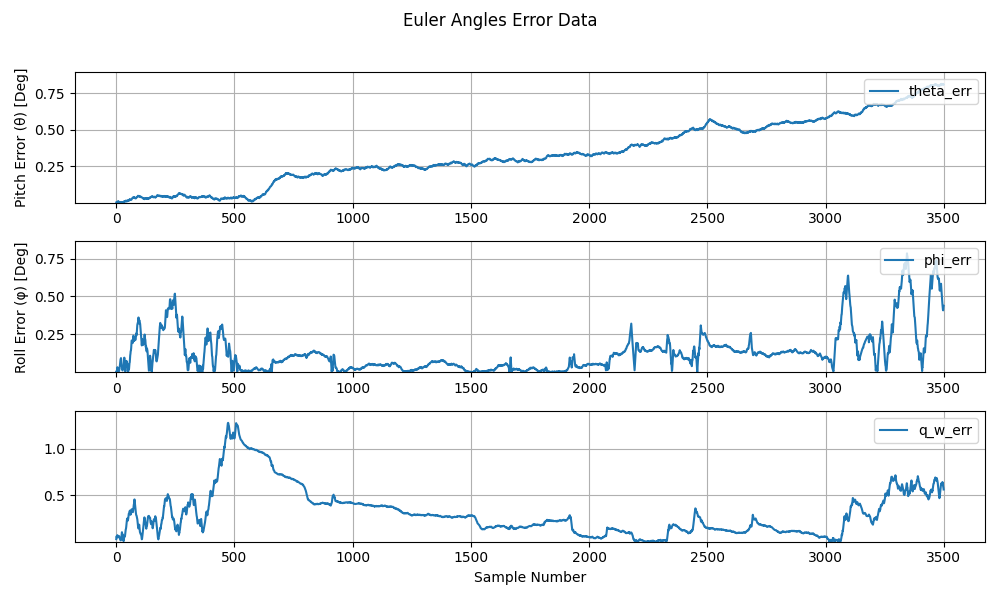 Euler Angles Error Data
Pitch Error (θ) [Deg]
0.75
0.50
0.25
theta_err
0 500 1000 1500 2000 2500 3000 3500
Roll Error (φ) [Deg]
0.75
0.50
0.25
phi_err
0 500 1000 1500 2000 2500 3000 3500
1.0
0.5
q_w_err
0 500 1000 1500 2000 2500 3000 3500
Sample Number